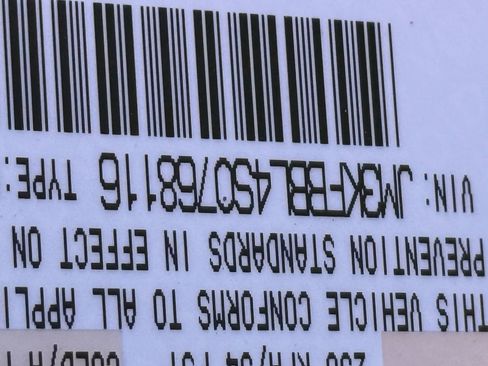 THIS VEHICLE CONFORMS TO ALL APPLI
PREVENTION STANDARDS IN EFFECT ON
VIN: JM3KFBBL4S0768116 TYPE: